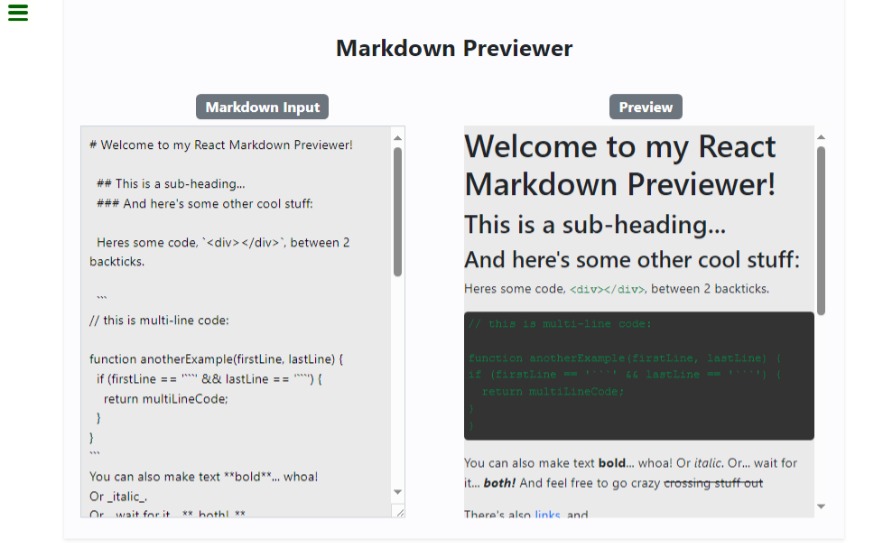 Markdown Previewer
Markdown Input
# Welcome to my React Markdown Previewer!
## This is a sub-heading...
### And here's some other cool stuff:
Heres some code, `<div></div>`, between 2
backticks.
```
// this is multi-line code:
function anotherExample(firstLine, lastLine) {
if (firstLine == '```' && lastLine == '```') {
return multiLineCode;
}
}
```
You can also make text **bold**... whoa!
Or _italic_.
Or... wait for it... **_both!_**
Preview
Welcome to my React
Markdown Previewer!
This is a sub-heading...
And here's some other cool stuff:
Heres some code, <div></div>, between 2 backticks.
// this is multi-line code:
function anotherExample(firstLine, lastLine) {
if (firstLine == '```' && lastLine == '```') {
return multiLineCode;
}
}
You can also make text bold... whoa! Or italic. Or... wait for
it... both! And feel free to go crazy crossing stuff out
There's also links, and